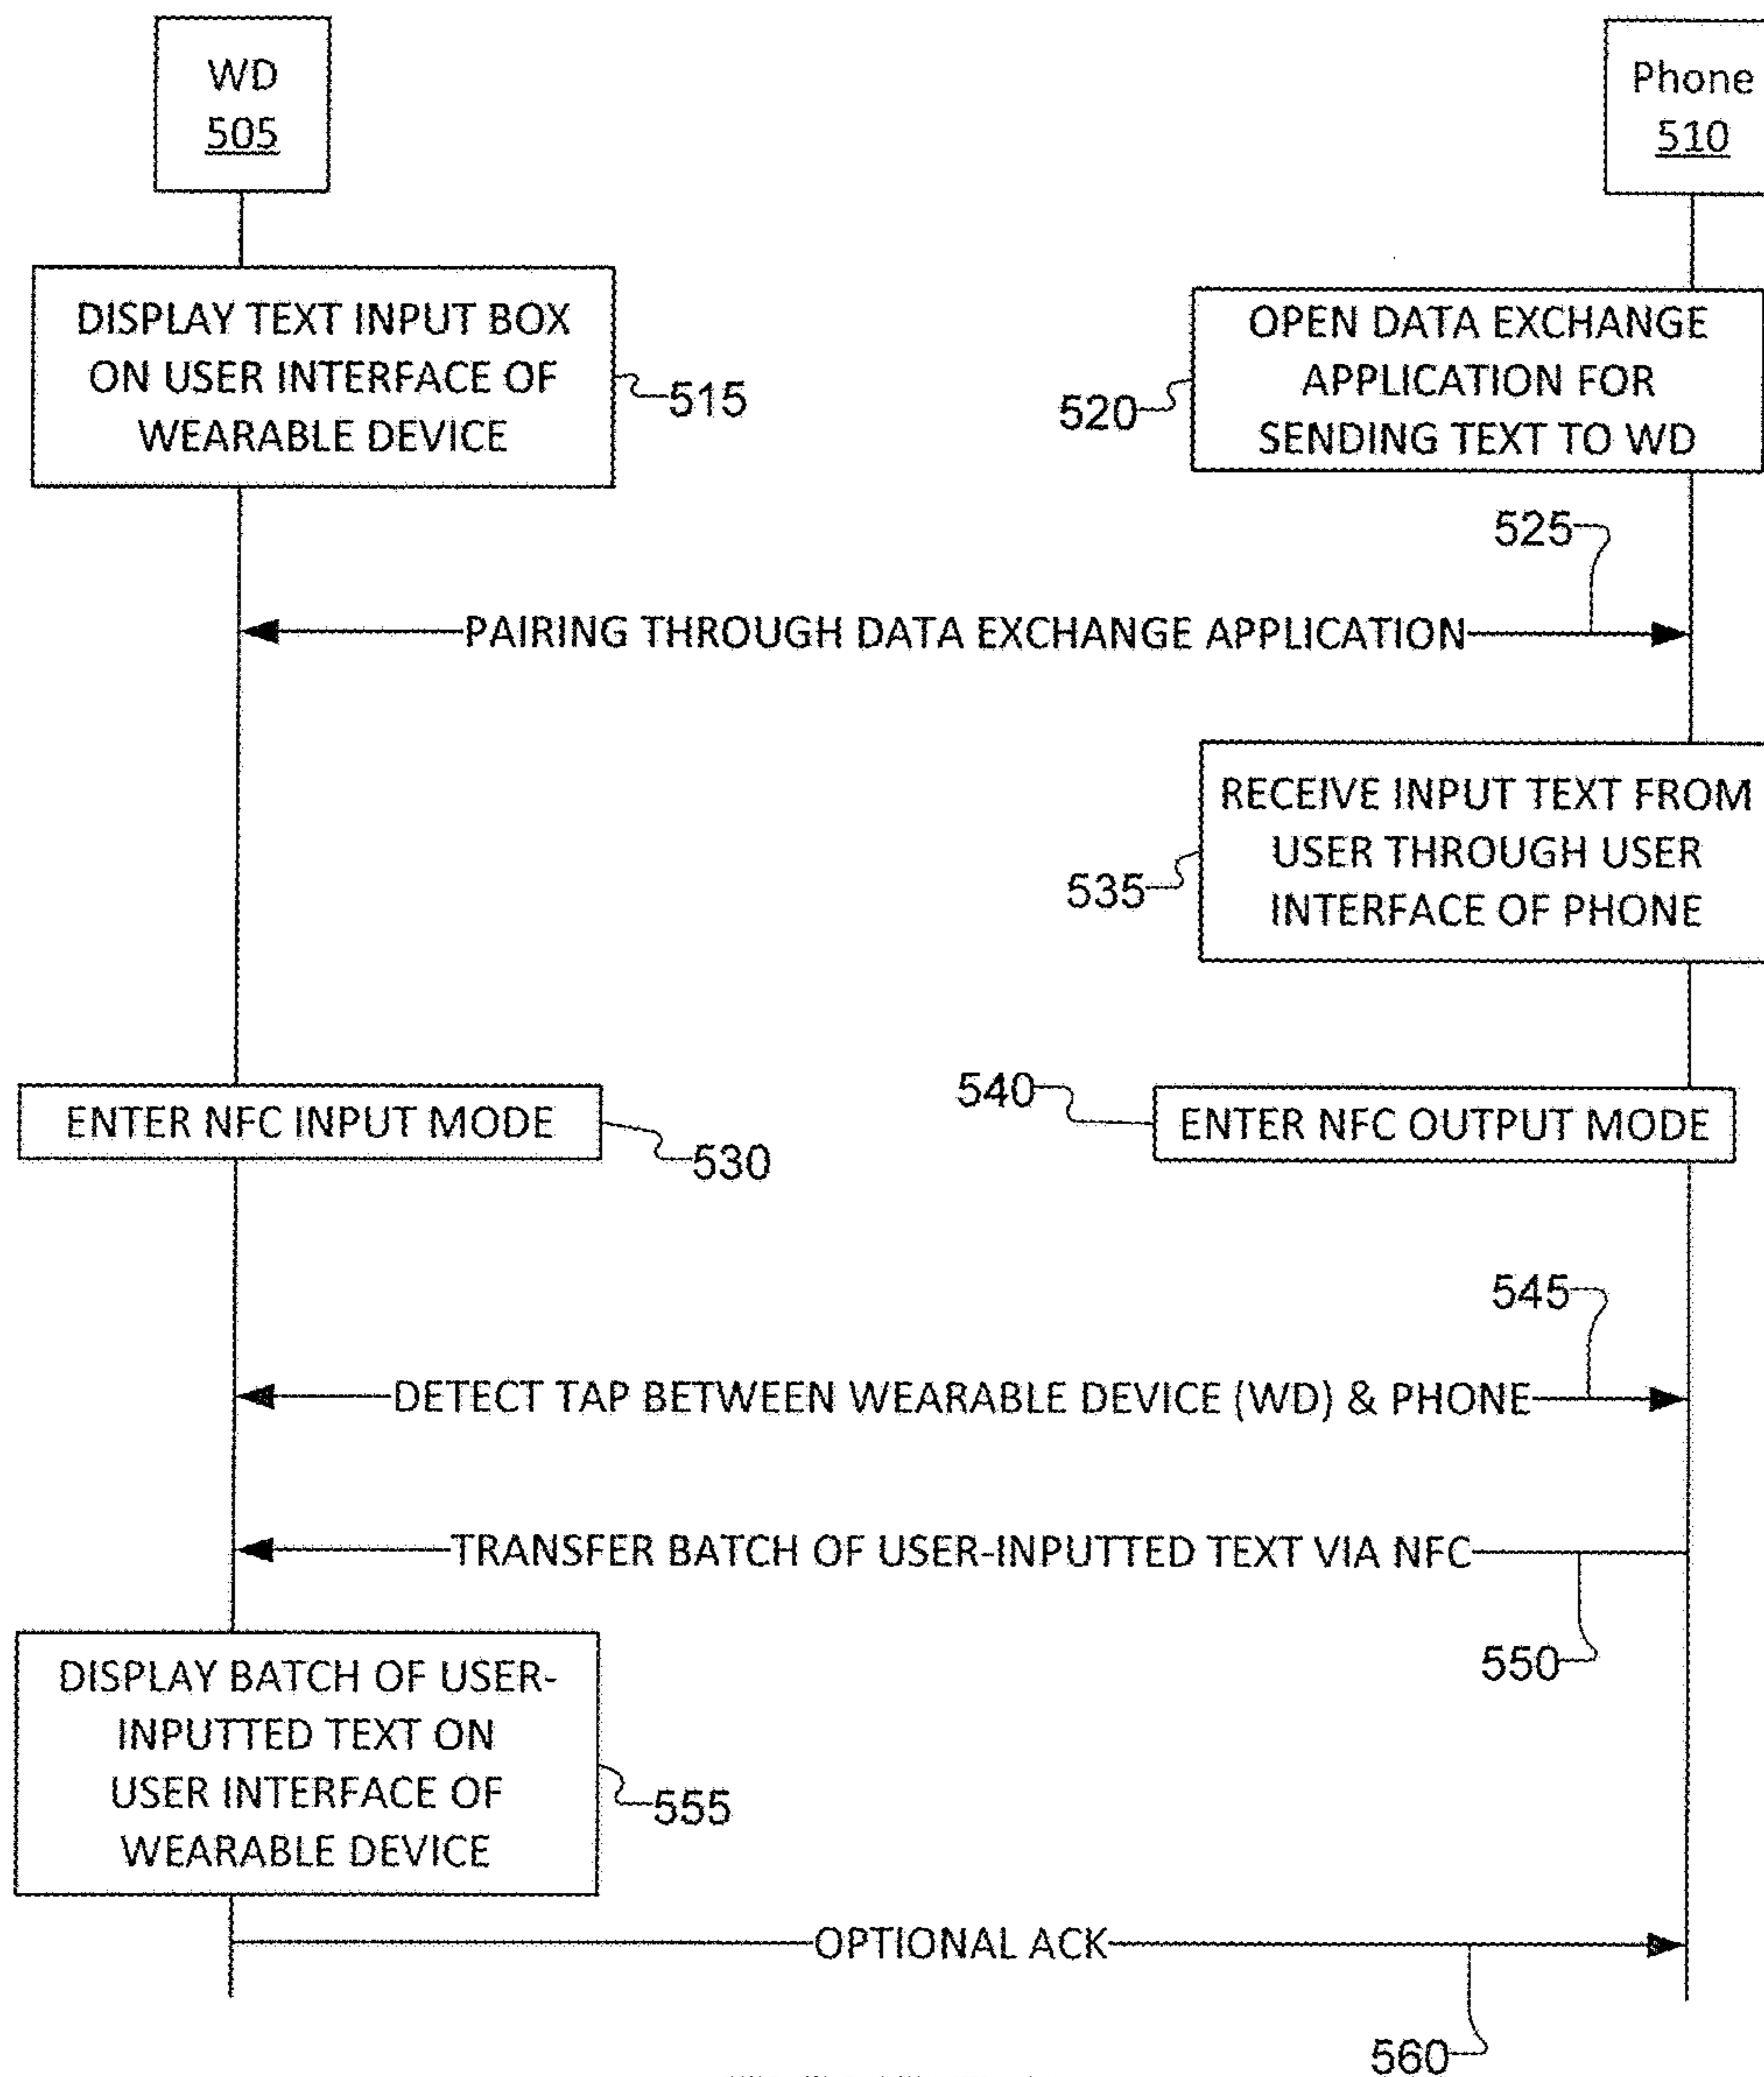 WD
505
Phone
510
DISPLAY TEXT INPUT BOX
ON USER INTERFACE OF
WEARABLE DEVICE
515
OPEN DATA EXCHANGE
APPLICATION FOR
SENDING TEXT TO WD
520
525
PAIRING THROUGH DATA EXCHANGE APPLICATION
RECEIVE INPUT TEXT FROM
USER THROUGH USER
INTERFACE OF PHONE
535
ENTER NFC INPUT MODE
530
540
ENTER NFC OUTPUT MODE
545
DETECT TAP BETWEEN WEARABLE DEVICE (WD) & PHONE
TRANSFER BATCH OF USER-INPUTTED TEXT VIA NFC
550
DISPLAY BATCH OF USER-
INPUTTED TEXT ON
USER INTERFACE OF
WEARABLE DEVICE
555
OPTIONAL ACK
560